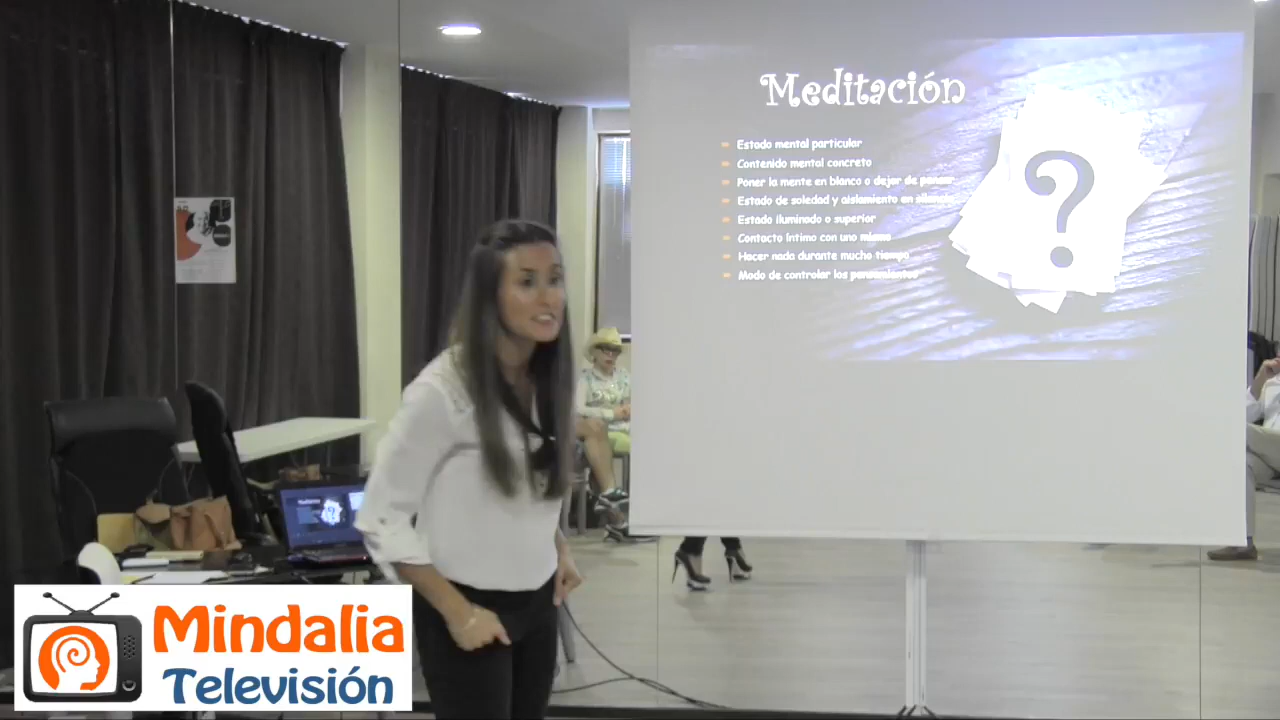 Meditación
Estado mental particular
Contenido mental concreto
Poner la mente en blanco o dejar de pensar
Estado de soledad y aislamiento en silencio
Estado iluminado o superior
Contacto íntimo con uno mismo
Hacer nada durante mucho tiempo
Modo de controlar los pensamientos
?
Mindalia
Televisión